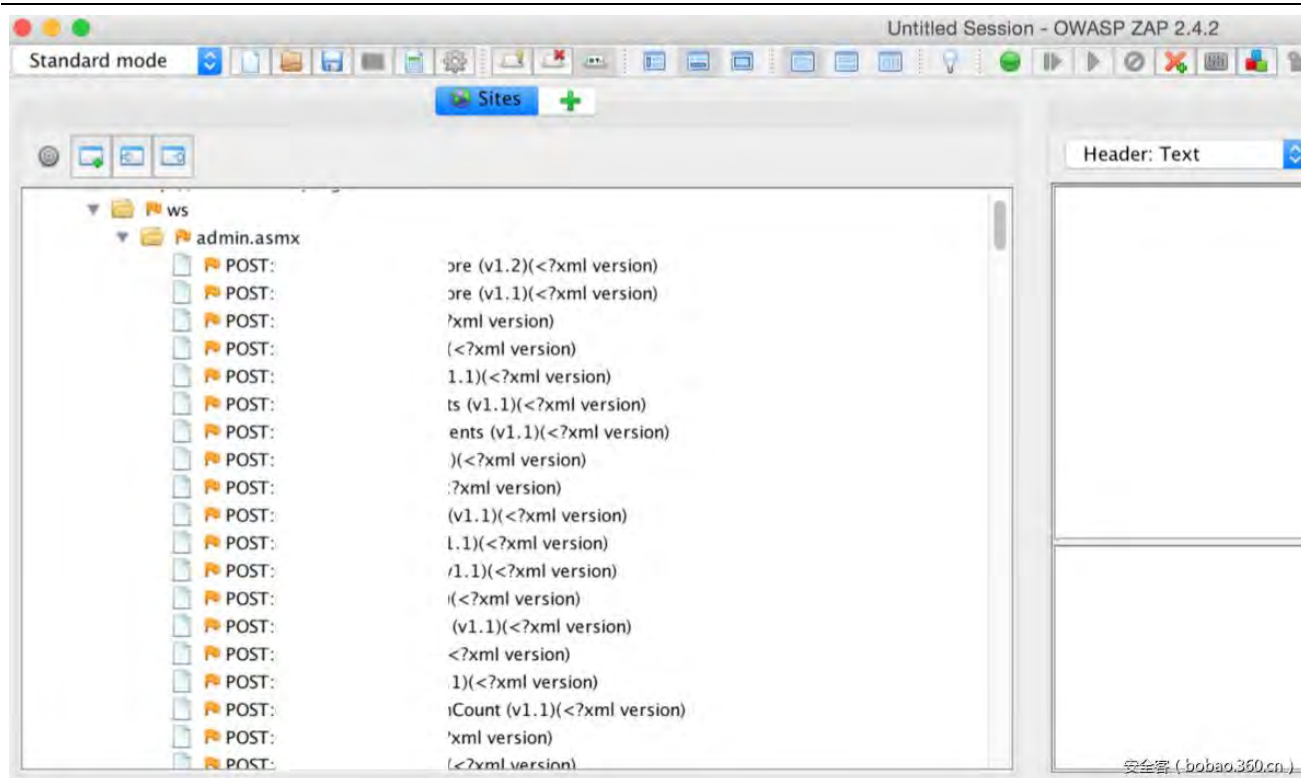 Untitled Session - OWASP ZAP 2.4.2
Standard mode
Sites
Header: Text
ws
admin.asmx
POST: ore (v1.2)(<?xml version)
POST: ore (v1.1)(<?xml version)
POST: ?xml version)
POST: (<?xml version)
POST: 1.1)(<?xml version)
POST: ts (v1.1)(<?xml version)
POST: ents (v1.1)(<?xml version)
POST: )(<?xml version)
POST: ?xml version)
POST: (v1.1)(<?xml version)
POST: 1.1)(<?xml version)
POST: v1.1)(<?xml version)
POST: (<?xml version)
POST: (v1.1)(<?xml version)
POST: <?xml version)
POST: 1)(<?xml version)
POST: nCount (v1.1)(<?xml version)
POST: ?xml version)
POST: (<?xml version)
安全客 ( bobao.360.cn )